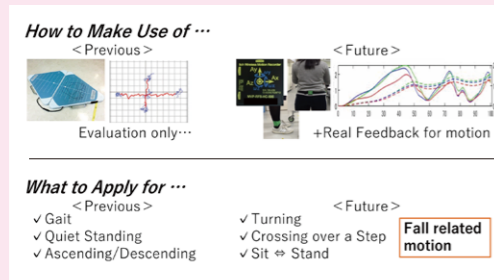 How to Make Use of …
<Previous>
<Future>
Evaluation only…
+Real Feedback for motion
What to Apply for …
<Previous>
✓ Gait
✓ Quiet Standing
✓ Ascending/Descending
<Future>
✓ Turning
✓ Crossing over a Step
✓ Sit ⇔ Stand
Fall related
motion